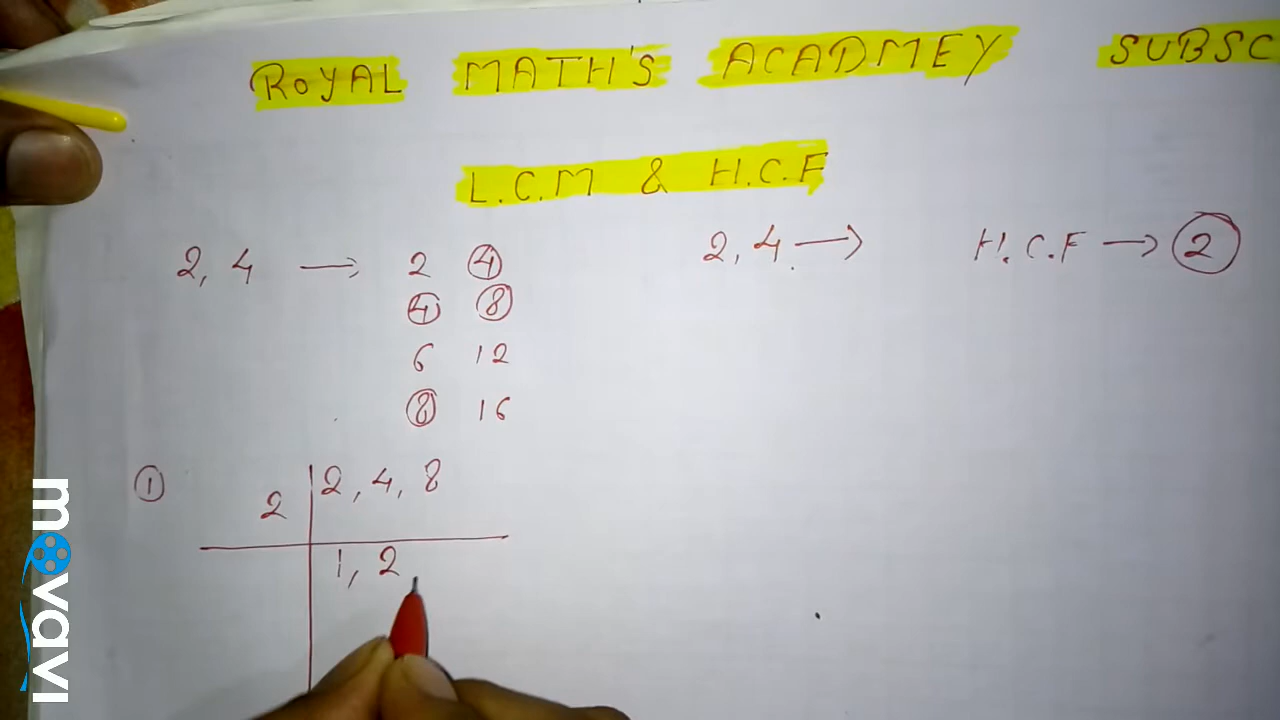 ROYAL MATH'S ACADMEY SUBSC
L.C.M & H.C.F
2, 4 → 2 4
4 8
6 12
8 16
2, 4 → H.C.F → 2
1
2 2, 4, 8
1, 2
movavi